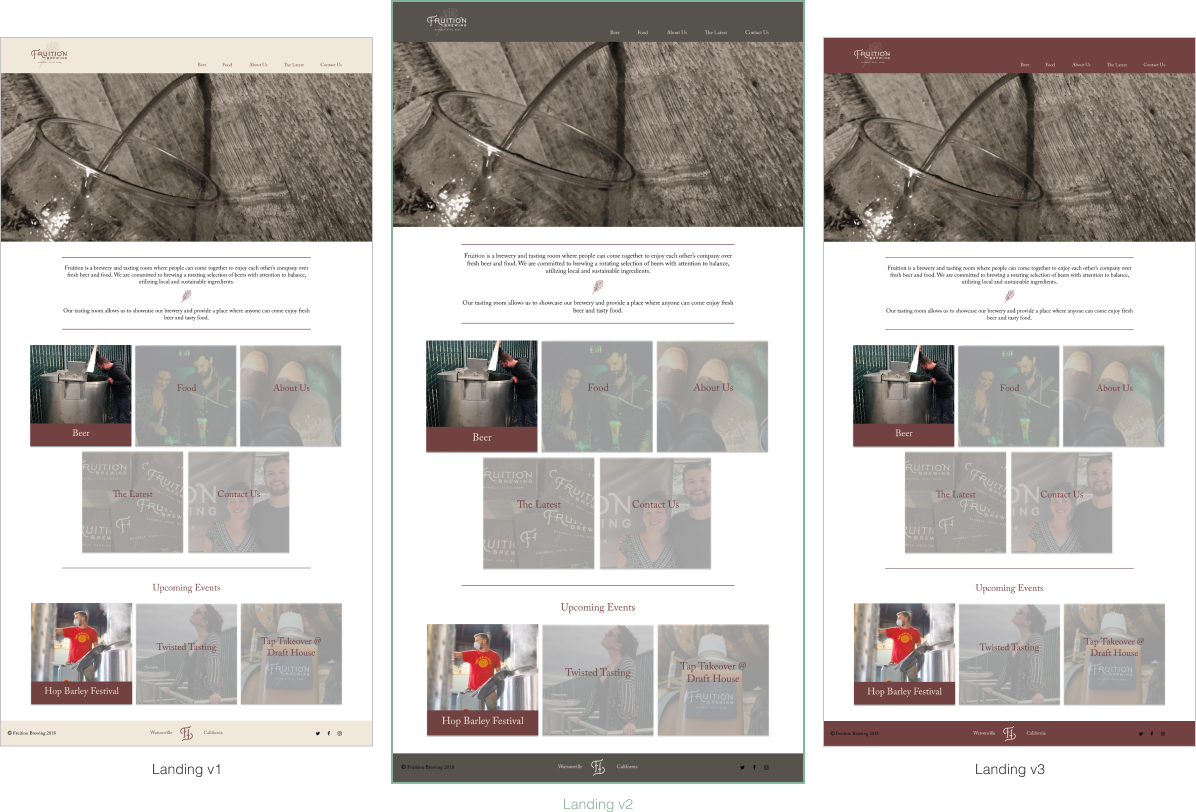 FRUITION
BREWING
Beer Food About Us The Latest Contact Us
Fruition is a brewery and tasting room where people can come together to enjoy each other's company over
fresh beer and food. We are committed to brewing a rotating selection of beers with attention to balance,
utilizing local and sustainable ingredients.
Our tasting room allows us to showcase our brewery and provide a place where anyone can come enjoy fresh
beer and tasty food.
Food
About Us
Beer
The Latest
Contact Us
Upcoming Events
Twisted Tasting
Tap Takeover @
Draft House
Hop Barley Festival
© Fruition Brewing 2018
Watsonville
California
Landing v1
FRUITION
BREWING
Beer Food About Us The Latest Contact Us
Fruition is a brewery and tasting room where people can come together to enjoy each other's company over
fresh beer and food. We are committed to brewing a rotating selection of beers with attention to balance,
utilizing local and sustainable ingredients.
Our tasting room allows us to showcase our brewery and provide a place where anyone can come enjoy fresh
beer and tasty food.
Food
About Us
Beer
The Latest
Contact Us
Upcoming Events
Twisted Tasting
Tap Takeover @
Draft House
Hop Barley Festival
© Fruition Brewing 2018
Watsonville
California
Landing v2
FRUITION
BREWING
Beer Food About Us The Latest Contact Us
Fruition is a brewery and tasting room where people can come together to enjoy each other's company over
fresh beer and food. We are committed to brewing a rotating selection of beers with attention to balance,
utilizing local and sustainable ingredients.
Our tasting room allows us to showcase our brewery and provide a place where anyone can come enjoy fresh
beer and tasty food.
Food
About Us
Beer
The Latest
Contact Us
Upcoming Events
Twisted Tasting
Tap Takeover @
Draft House
Hop Barley Festival
© Fruition Brewing 2018
Watsonville
California
Landing v3